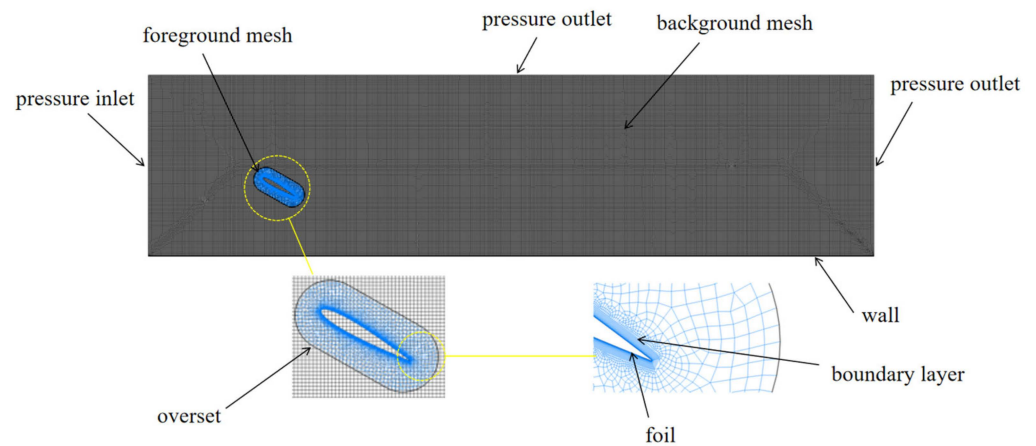 pressure outlet
background mesh
foreground mesh
pressure outlet
pressure inlet
wall
boundary layer
overset
foil